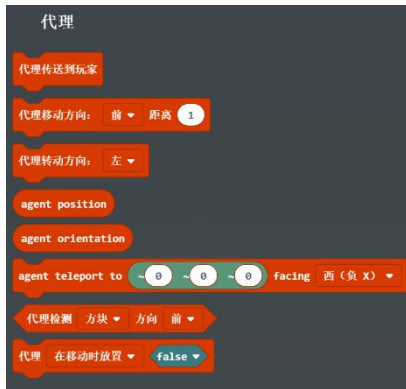 代理
代理传送到玩家
代理移动方向： 前 距离 1
代理转动方向： 左
agent position
agent orientation
agent teleport to ~0 ~0 ~0 facing 西（负 X）
代理检测 方块 方向 前
代理 在移动时放置 false